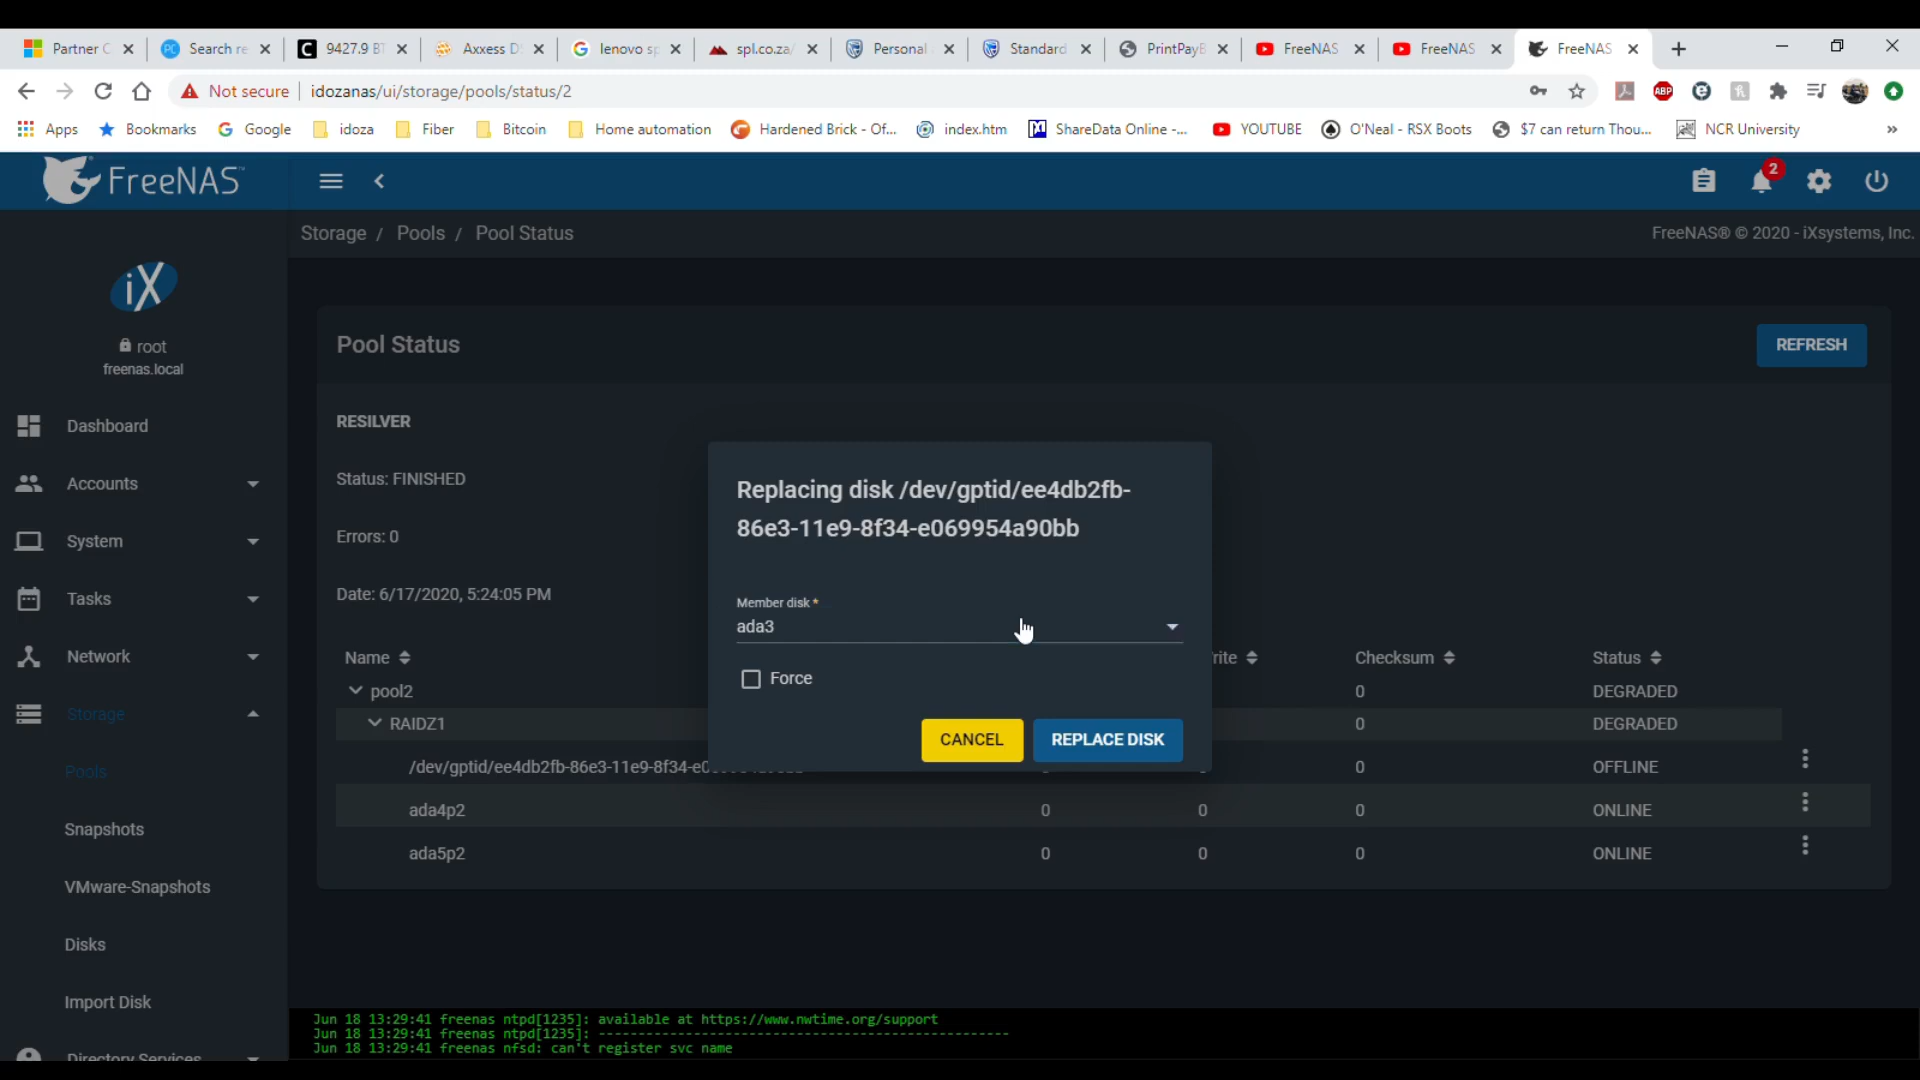 Partner C
Search re
9427.9 BT
Axxess D
lenovo sp
spl.co.za/
Personal
Standard
PrintPayB
FreeNAS
FreeNAS
FreeNAS
Not secure
idozanas/ui/storage/pools/status/2
ABP
Apps
Bookmarks
Google
idoza
Fiber
Bitcoin
Home automation
Hardened Brick - Of...
index.htm
ShareData Online -...
YOUTUBE
O'Neal - RSX Boots
$7 can return Thou...
NCR University
»
FreeNAS™
2
Storage / Pools / Pool Status
FreeNAS® © 2020 - iXsystems, Inc.
iX
root
freenas.local
Dashboard
Accounts
System
Tasks
Network
Storage
Pools
Snapshots
VMware-Snapshots
Disks
Import Disk
Directory Services
Pool Status
REFRESH
RESILVER
Status: FINISHED
Errors: 0
Date: 6/17/2020, 5:24:05 PM
Replacing disk /dev/gptid/ee4db2fb-
86e3-11e9-8f34-e069954a90bb
Member disk *
ada3
Force
CANCEL
REPLACE DISK
Name
rite
Checksum
Status
pool2 0 DEGRADED
RAIDZ1 0 DEGRADED
/dev/gptid/ee4db2fb-86e3-11e9-8f34-e0 0 OFFLINE
ada4p2 0 0 0 ONLINE
ada5p2 0 0 0 ONLINE
Jun 18 13:29:41 freenas ntpd[1235]: available at https://www.nwtime.org/support
Jun 18 13:29:41 freenas ntpd[1235]: ----------------------------------------------------
Jun 18 13:29:41 freenas nfsd: can't register svc name